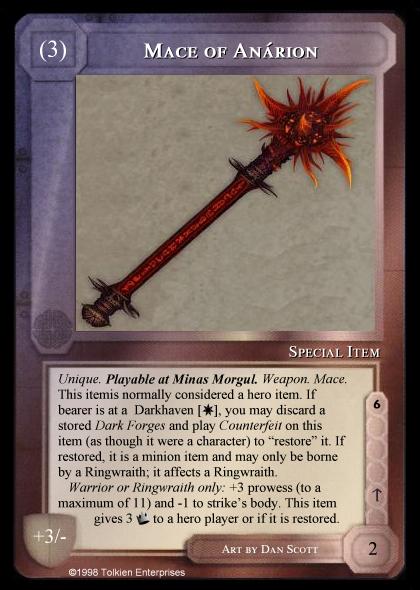 (3)
Mace of Anárion
Special Item
Unique. Playable at Minas Morgul. Weapon. Mace.
This itemis normally considered a hero item. If
bearer is at a Darkhaven [✷], you may discard a
stored Dark Forges and play Counterfeit on this
item (as though it were a character) to “restore” it. If
restored, it is a minion item and may only be borne
by a Ringwraith; it affects a Ringwraith.
Warrior or Ringwraith only: +3 prowess (to a
maximum of 11) and -1 to strike's body. This item
gives 3 to a hero player or if it is restored.
6
↑
+3/-
Art by Dan Scott
2
©1998 Tolkien Enterprises